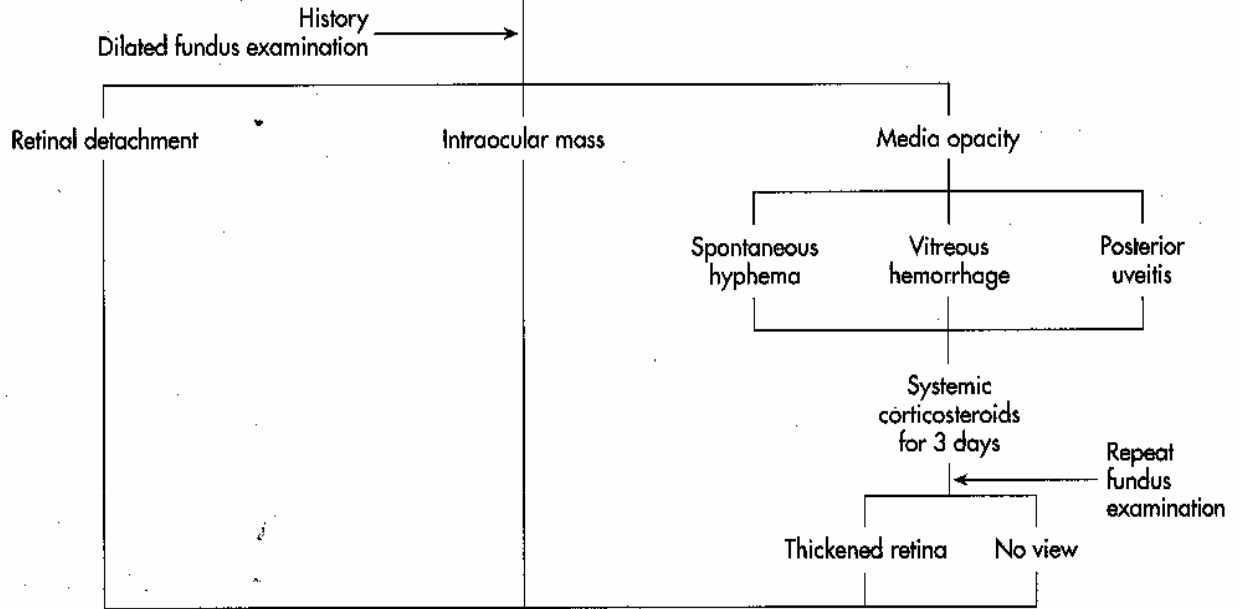 History
Dilated fundus examination
Retinal detachment
Intraocular mass
Media opacity
Spontaneous
hyphema
Vitreous
hemorrhage
Posterior
uveitis
Systemic
corticosteroids
for 3 days
Repeat
fundus
examination
Thickened retina
No view